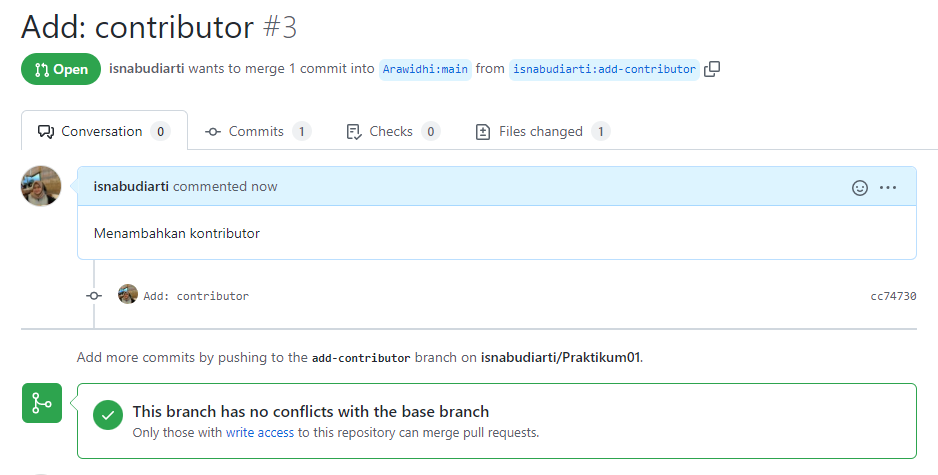 Add: contributor #3
Open isnabudiarti wants to merge 1 commit into Arawidhi:main from isnabudiarti:add-contributor
Conversation 0 Commits 1 Checks 0 Files changed 1
isnabudiarti commented now
Menambahkan kontributor
Add: contributor cc74730
Add more commits by pushing to the add-contributor branch on isnabudiarti/Praktikum01.
This branch has no conflicts with the base branch
Only those with write access to this repository can merge pull requests.